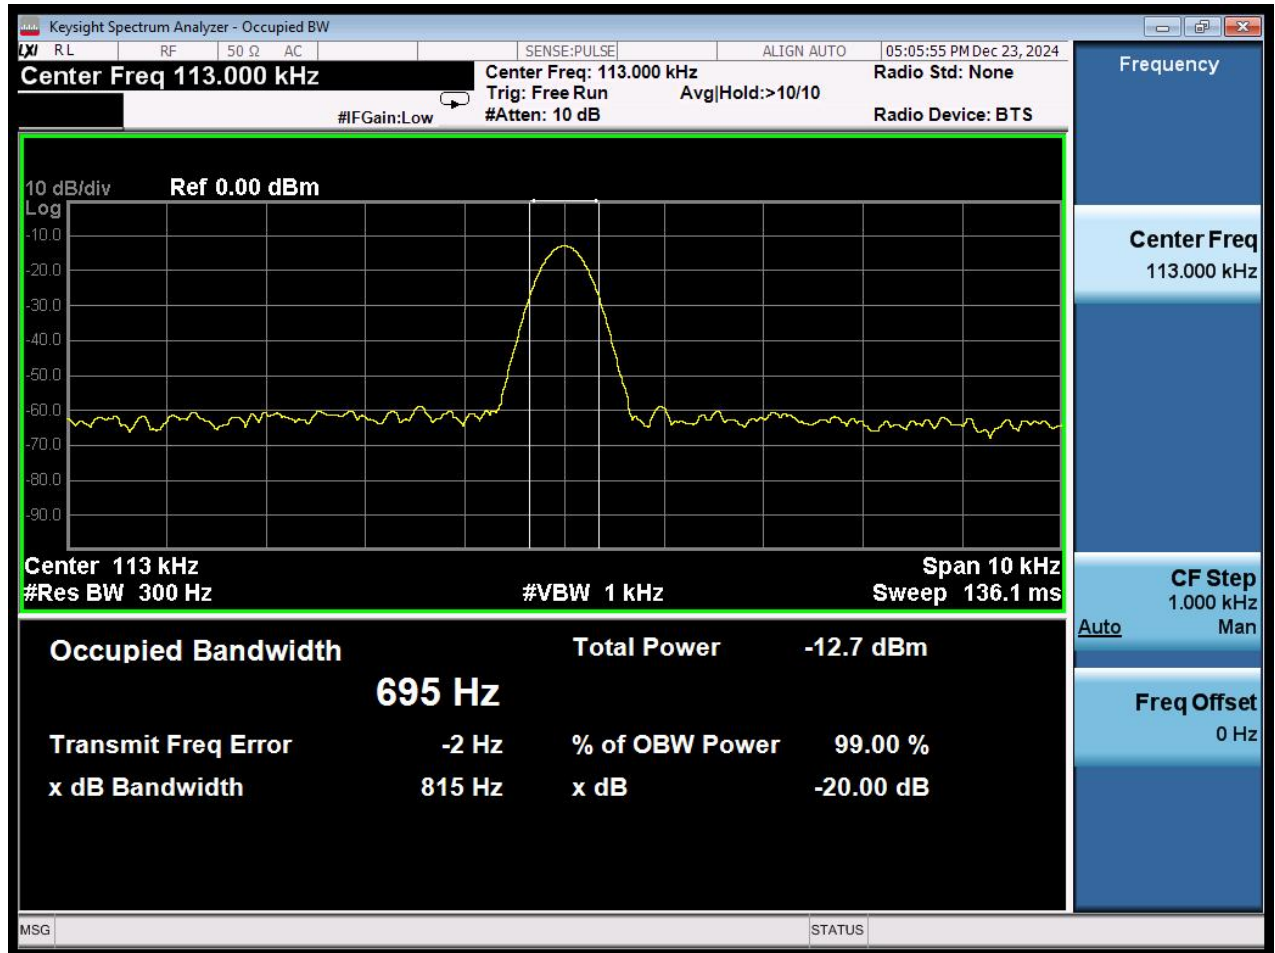 Keysight Spectrum Analyzer - Occupied BW
LXI RL RF 50 Ω AC SENSE:PULSE ALIGN AUTO 05:05:55 PM Dec 23, 2024
Center Freq 113.000 kHz
Center Freq: 113.000 kHz
Radio Std: None
Trig: Free Run Avg|Hold:>10/10
#IFGain:Low
#Atten: 10 dB
Radio Device: BTS
10 dB/div Ref 0.00 dBm
Log
-10.0
-20.0
-30.0
-40.0
-50.0
-60.0
-70.0
-80.0
-90.0
Center 113 kHz Span 10 kHz
#Res BW 300 Hz #VBW 1 kHz Sweep 136.1 ms
Occupied Bandwidth Total Power -12.7 dBm
695 Hz
Transmit Freq Error -2 Hz % of OBW Power 99.00 %
x dB Bandwidth 815 Hz x dB -20.00 dB
MSG STATUS
Frequency
Center Freq
113.000 kHz
CF Step
1.000 kHz
Auto Man
Freq Offset
0 Hz